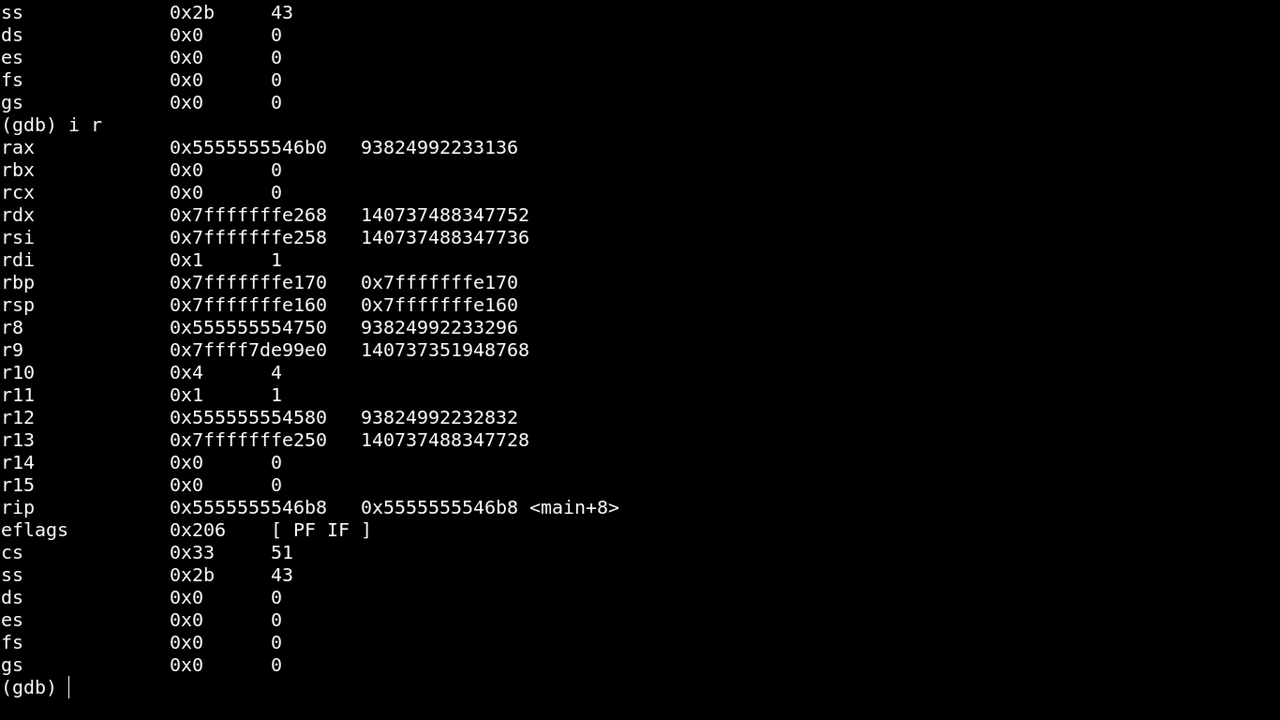 ss 0x2b 43
ds 0x0 0
es 0x0 0
fs 0x0 0
gs 0x0 0
(gdb) i r
rax 0x5555555546b0 93824992233136
rbx 0x0 0
rcx 0x0 0
rdx 0x7fffffffe268 140737488347752
rsi 0x7fffffffe258 140737488347736
rdi 0x1 1
rbp 0x7fffffffe170 0x7fffffffe170
rsp 0x7fffffffe160 0x7fffffffe160
r8 0x555555554750 93824992233296
r9 0x7ffff7de99e0 140737351948768
r10 0x4 4
r11 0x1 1
r12 0x555555554580 93824992232832
r13 0x7fffffffe250 140737488347728
r14 0x0 0
r15 0x0 0
rip 0x5555555546b8 0x5555555546b8 <main+8>
eflags 0x206 [ PF IF ]
cs 0x33 51
ss 0x2b 43
ds 0x0 0
es 0x0 0
fs 0x0 0
gs 0x0 0
(gdb)